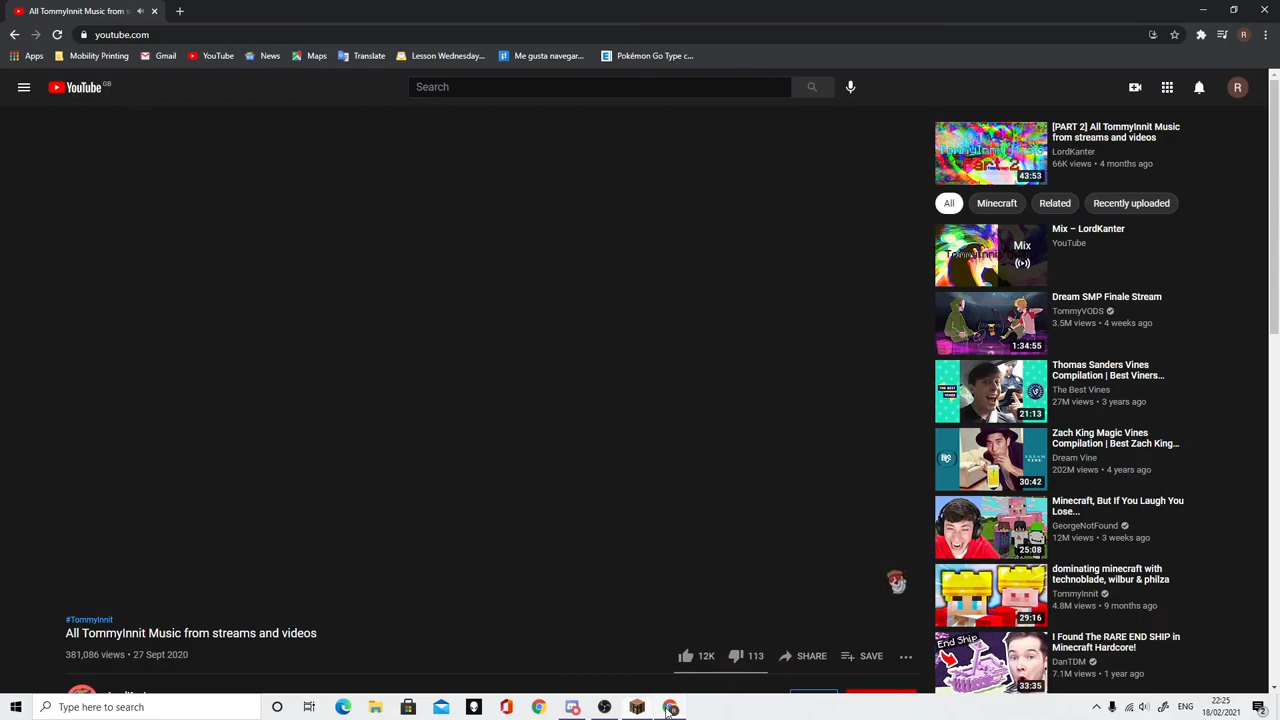 All TommyInnit Music from s
youtube.com
Apps
Mobility Printing
Gmail
YouTube
News
Maps
Translate
Lesson Wednesday...
Me gusta navegar...
Pokémon Go Type c...
R
YouTube GB
Search
R
[PART 2] All TommyInnit Music
from streams and videos
LordKanter
66K views • 4 months ago
Part 2
43:53
All
Minecraft
Related
Recently uploaded
Mix – LordKanter
YouTube
Mix
Dream SMP Finale Stream
TommyVODS
3.5M views • 4 weeks ago
1:34:55
Thomas Sanders Vines
Compilation | Best Viners...
The Best Vines
27M views • 3 years ago
21:13
Zach King Magic Vines
Compilation | Best Zach King...
Dream Vine
202M views • 4 years ago
30:42
Minecraft, But If You Laugh You
Lose...
GeorgeNotFound
12M views • 3 weeks ago
25:08
dominating minecraft with
technoblade, wilbur & philza
TommyInnit
4.8M views • 9 months ago
29:16
I Found The RARE END SHIP in
Minecraft Hardcore!
DanTDM
7.1M views • 1 year ago
End Ship
33:35
#TommyInnit
All TommyInnit Music from streams and videos
381,086 views • 27 Sept 2020
12K
113
SHARE
SAVE
Type here to search
ENG
22:25
18/02/2021
2